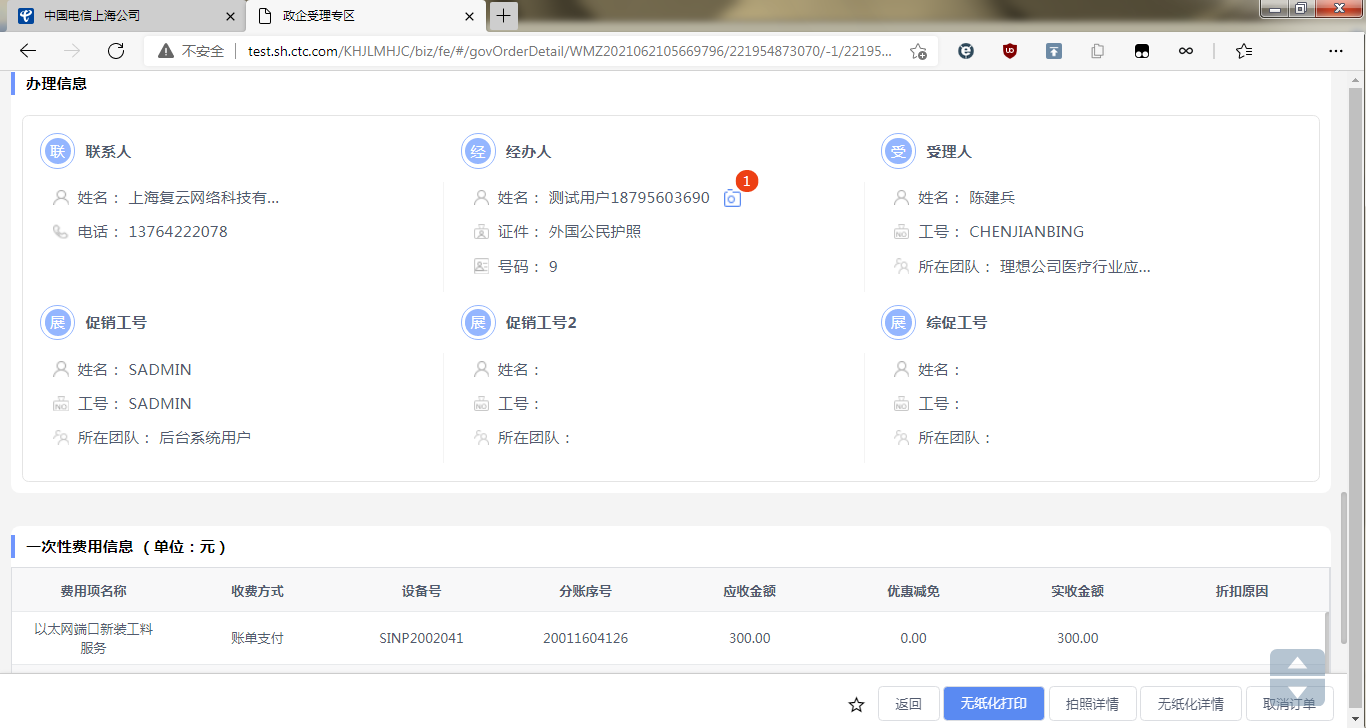 中国电信上海公司
政企受理专区
不安全
test.sh.ctc.com/KHJLMHJC/biz/fe/#/govOrderDetail/WMZ2021062105669796/221954873070/-1/22195...
办理信息
联 联系人
姓名： 上海复云网络科技有...
电话： 13764222078
经 经办人
姓名： 测试用户18795603690
1
证件： 外国公民护照
号码： 9
受 受理人
姓名： 陈建兵
工号： CHENJIANBING
所在团队： 理想公司医疗行业应...
展 促销工号
姓名： SADMIN
工号： SADMIN
所在团队： 后台系统用户
展 促销工号2
姓名：
工号：
所在团队：
展 综促工号
姓名：
工号：
所在团队：
一次性费用信息 （单位：元）
费用项名称 收费方式 设备号 分账序号 应收金额 优惠减免 实收金额 折扣原因
以太网端口新装工料
服务
账单支付 SINP2002041 20011604126 300.00 0.00 300.00
返回 无纸化打印 拍照详情 无纸化详情 取消订单